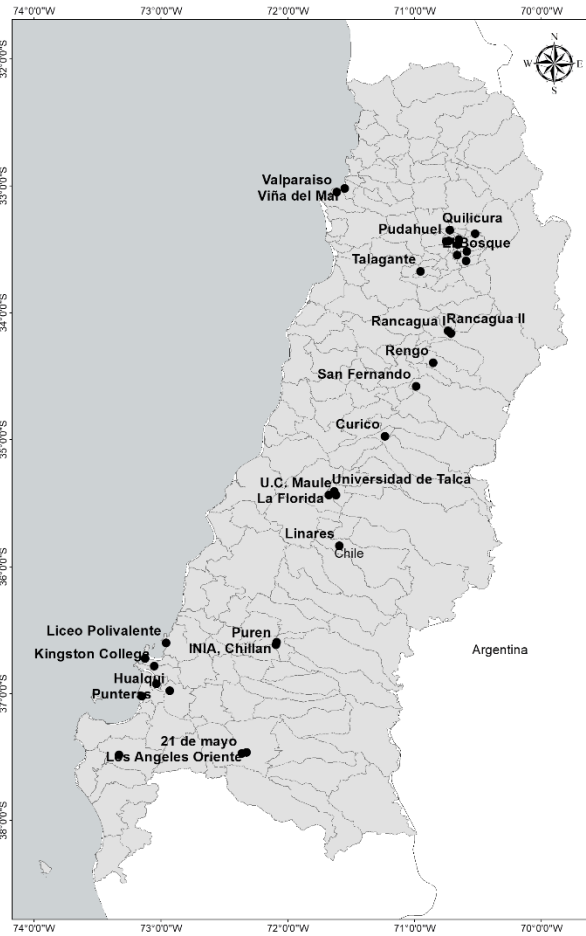 74°0'0"W 73°0'0"W 72°0'0"W 71°0'0"W 70°0'0"W
N
W E
S
32°0'0"S
33°0'0"S
34°0'0"S
35°0'0"S
36°0'0"S
37°0'0"S
38°0'0"S
Valparaiso
Viña del Mar
Quilicura
Pudahuel
El Bosque
Talagante
Rancagua I Rancagua II
Rengo
San Fernando
Curico
U.C. Maule Universidad de Talca
La Florida
Linares
Chile
Liceo Polivalente
Puren
Kingston College
INIA, Chillan
Argentina
Hualqui
Punteras
21 de mayo
Los Angeles Oriente
74°0'0"W 73°0'0"W 72°0'0"W 71°0'0"W 70°0'0"W